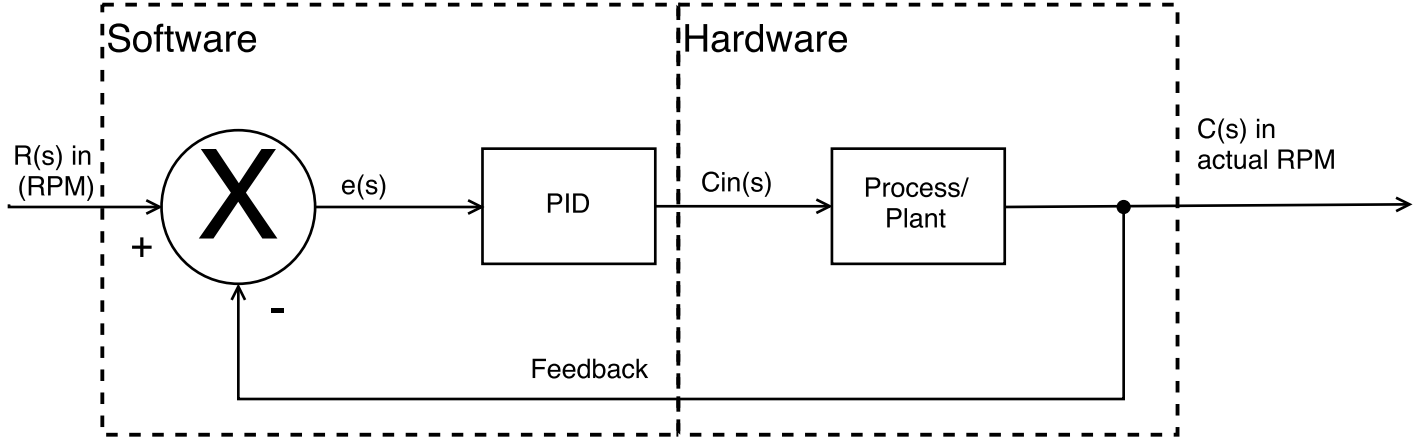 Software
Hardware
R(s) in
(RPM)
+
X
-
e(s)
PID
Cin(s)
Process/
Plant
C(s) in
actual RPM
Feedback